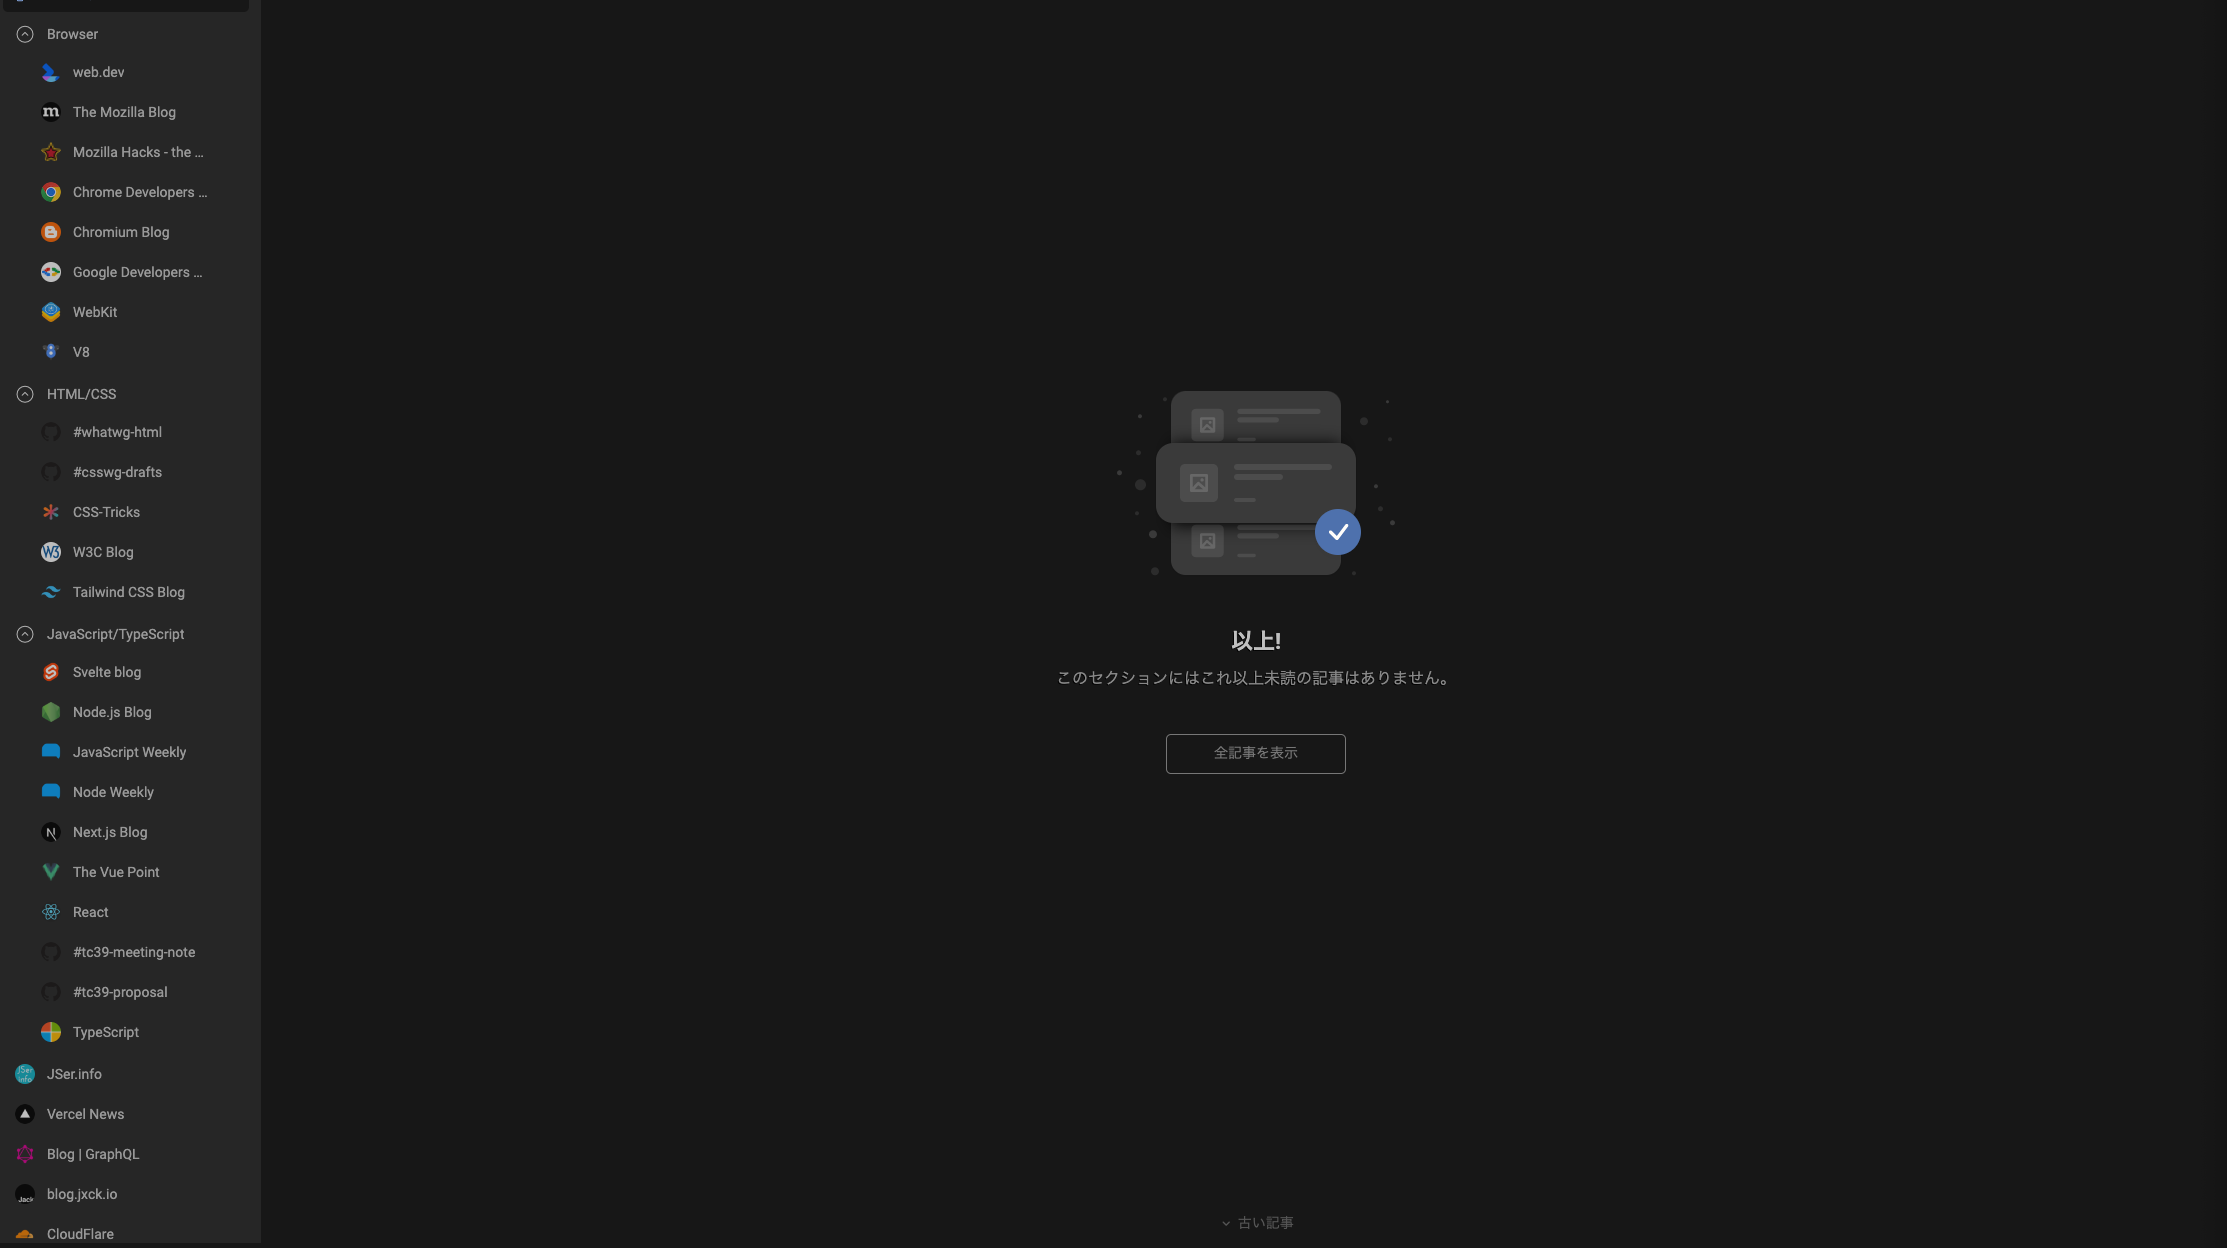 Browser
web.dev
The Mozilla Blog
Mozilla Hacks - the ...
Chrome Developers ...
Chromium Blog
Google Developers ...
WebKit
V8
HTML/CSS
#whatwg-html
#csswg-drafts
CSS-Tricks
W3C Blog
Tailwind CSS Blog
JavaScript/TypeScript
Svelte blog
Node.js Blog
JavaScript Weekly
Node Weekly
Next.js Blog
The Vue Point
React
#tc39-meeting-note
#tc39-proposal
TypeScript
JSer.info
Vercel News
Blog | GraphQL
blog.jxck.io
CloudFlare
以上!
このセクションにはこれ以上未読の記事はありません。
全記事を表示
古い記事